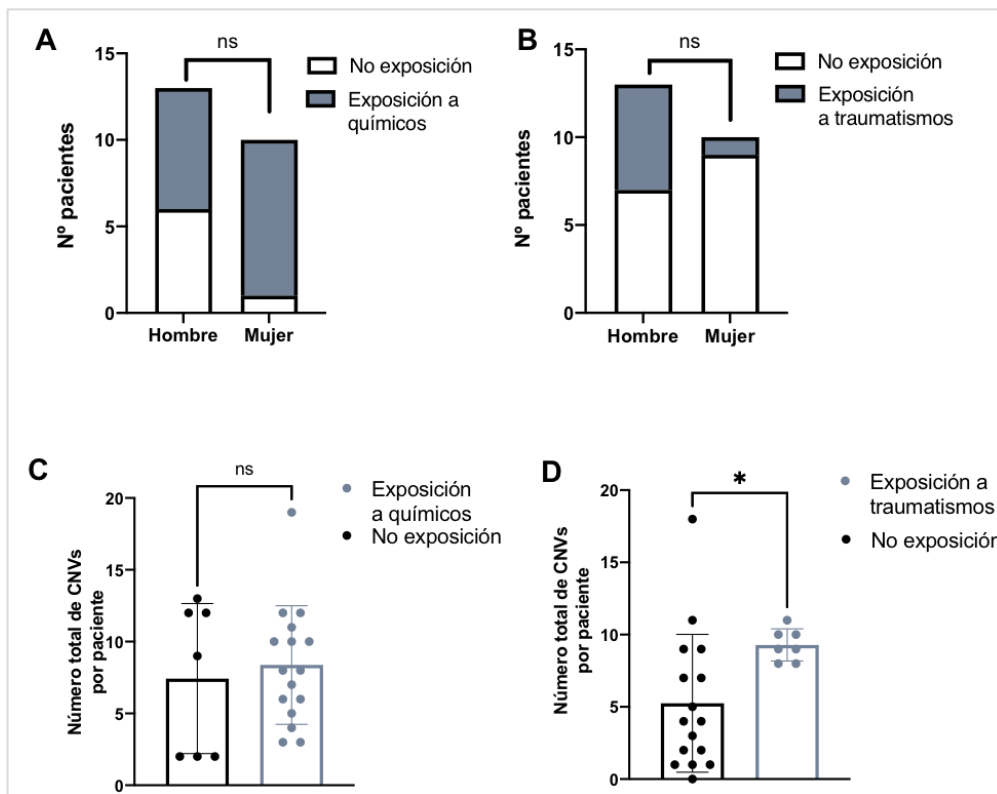 A
ns
15
10
5
0
Nº pacientes
Hombre
Mujer
No exposición
Exposición a
químicos
B
ns
15
10
5
0
Nº pacientes
Hombre
Mujer
No exposición
Exposición
a traumatismos
C
ns
20
15
10
5
0
Número total de CNVs
por paciente
Exposición
a químicos
No exposición
D
*
20
15
10
5
0
Número total de CNVs
por paciente
Exposición a
traumatismos
No exposición